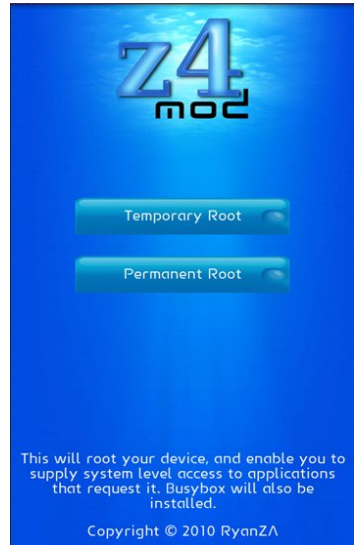 z4
mod
Temporary Root
Permanent Root
This will root your device, and enable you to
supply system level access to applications
that request it. Busybox will also be
installed.
Copyright © 2010 RyanZA